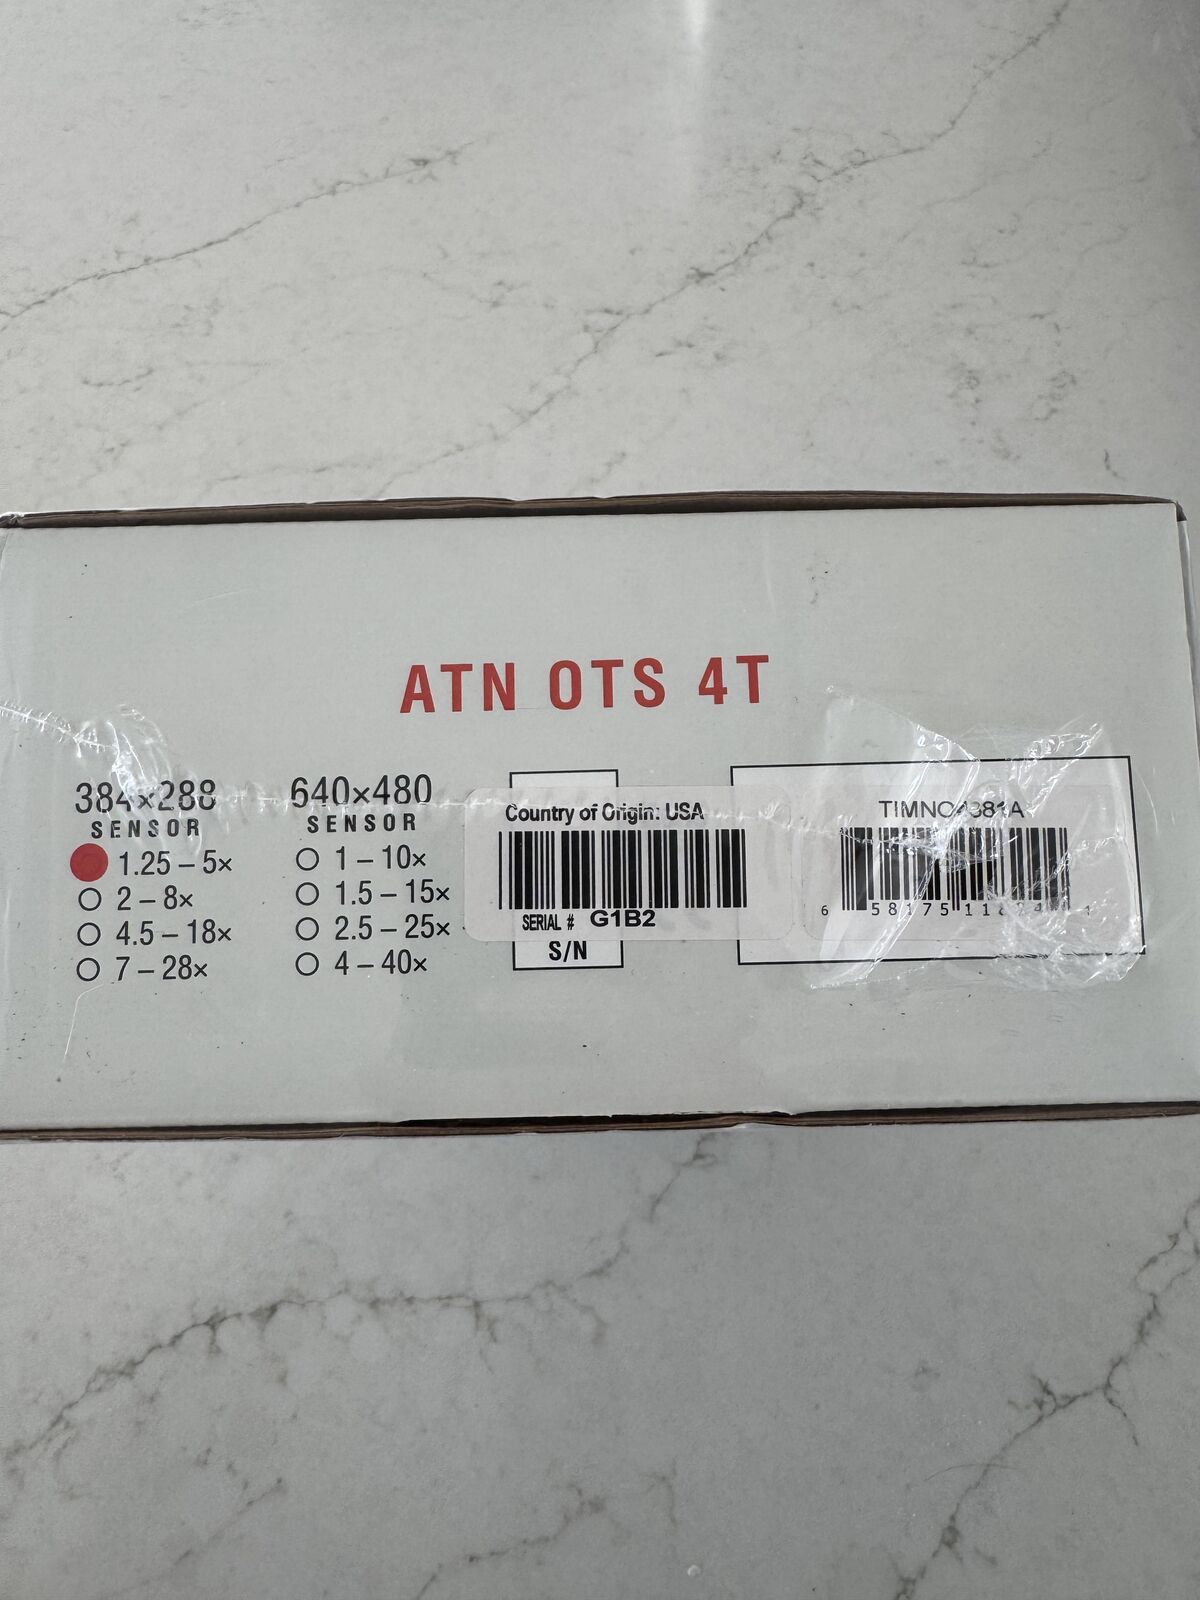 ATN OTS 4T
384×288
SENSOR
1.25 – 5×
2 – 8×
4.5 – 18×
7 – 28×
640×480
SENSOR
1 – 10×
1.5 – 15×
2.5 – 25×
4 – 40×
Country of Origin: USA
SERIAL # G1B2
S/N